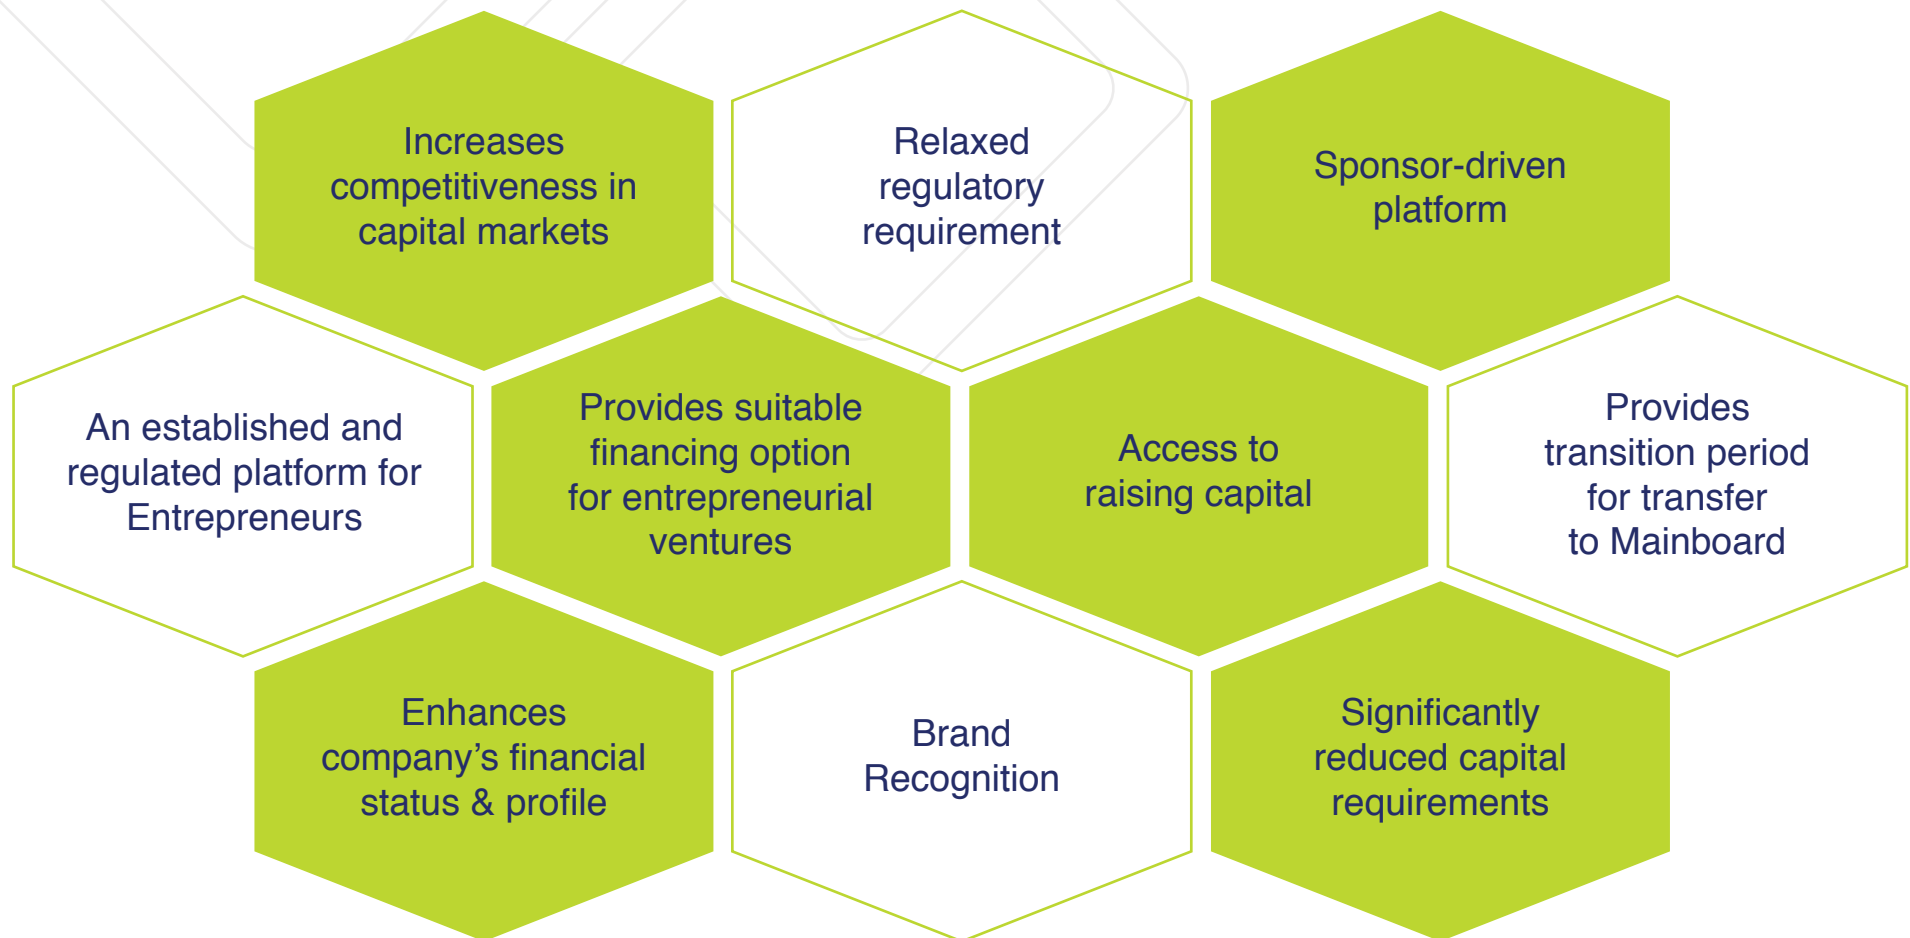 Increases
competitiveness in
capital markets
Relaxed
regulatory
requirement
Sponsor-driven
platform
An established and
regulated platform for
Entrepreneurs
Provides suitable
financing option
for entrepreneurial
ventures
Access to
raising capital
Provides
transition period
for transfer
to Mainboard
Enhances
company’s financial
status & profile
Brand
Recognition
Significantly
reduced capital
requirements